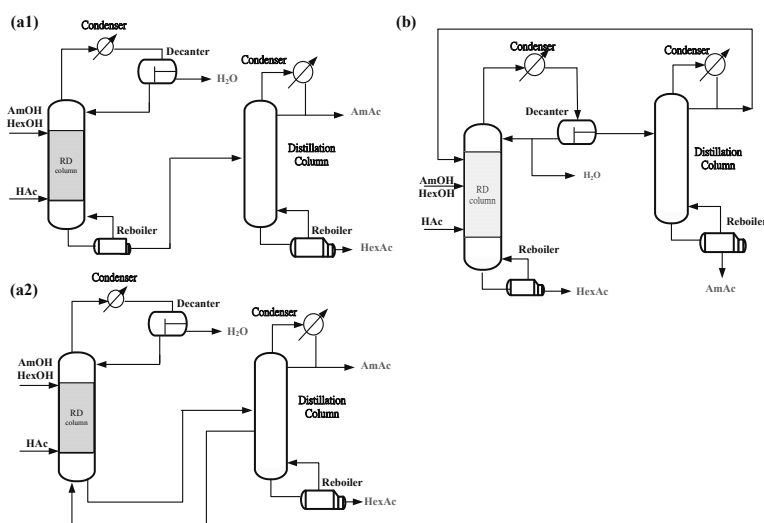 (a1)
Condenser
Decanter
H2O
AmOH
HexOH
RD
column
HAc
Reboiler
Condenser
AmAc
Distillation
Column
Reboiler
HexAc
(a2)
Condenser
Decanter
H2O
AmOH
HexOH
RD
column
HAc
Condenser
AmAc
Distillation
Column
Reboiler
HexAc
(b)
Condenser
Decanter
H2O
AmOH
HexOH
RD
column
HAc
Reboiler
HexAc
Condenser
Distillation
Column
Reboiler
AmAc